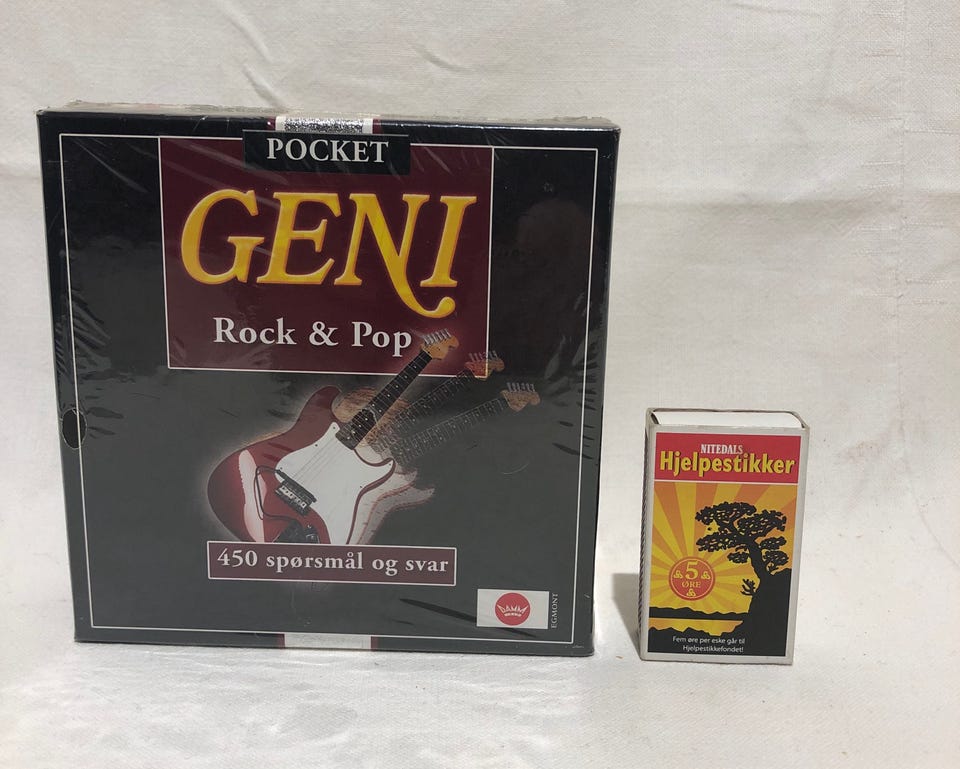 POCKET
GENI
Rock & Pop
450 spørsmål og svar
DAMM
EGMONT
NITEDALS
Hjelpestikker
5
ØRE
Fem øre per eske går til
Hjelpestikkefondet!